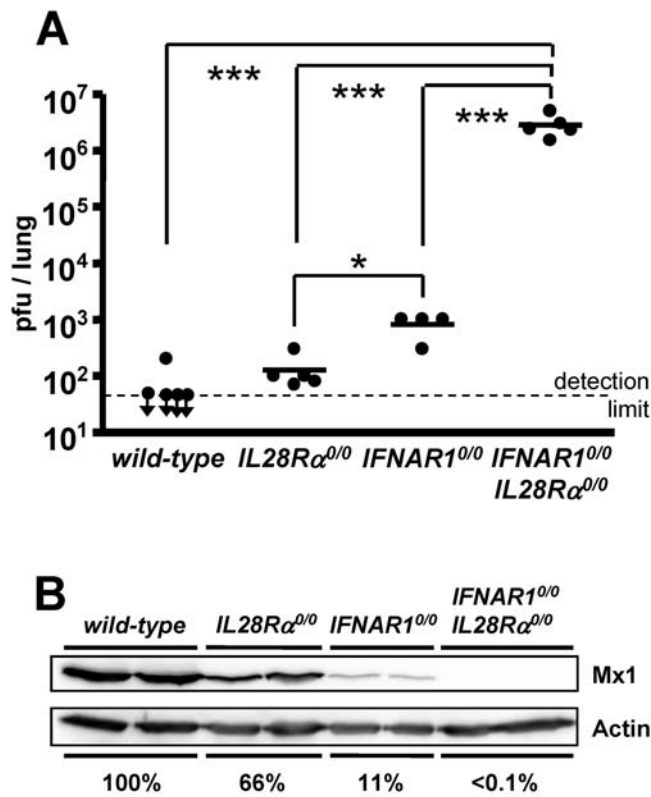 A
***
***
***
*
10⁷
10⁶
10⁵
10⁴
10³
10²
10¹
pfu / lung
detection
limit
wild-type IL28Rα⁰/⁰ IFNAR1⁰/⁰ IFNAR1⁰/⁰
IL28Rα⁰/⁰
B
IFNAR1⁰/⁰
wild-type IL28Rα⁰/⁰ IFNAR1⁰/⁰ IL28Rα⁰/⁰
Mx1
Actin
100% 66% 11% <0.1%